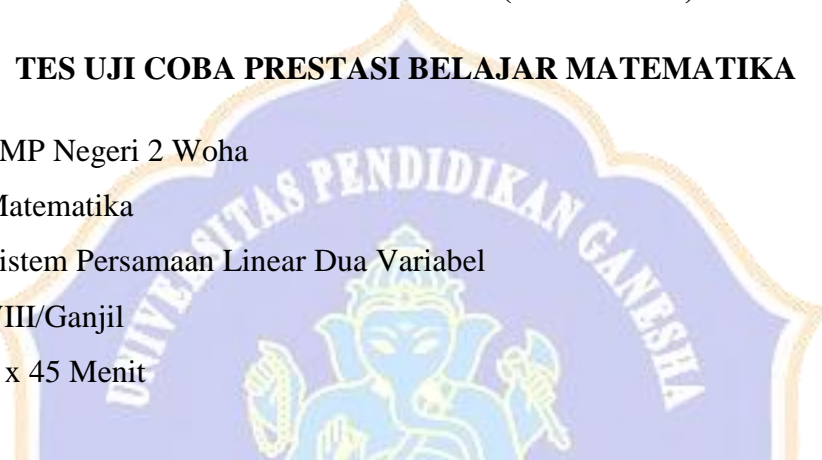 TES UJI COBA PRESTASI BELAJAR MATEMATIKA
MP Negeri 2 Woha
Matematika
istem Persamaan Linear Dua Variabel
VIII/Ganjil
x 45 Menit
UNIVERSITAS PENDIDIKAN GANESHA